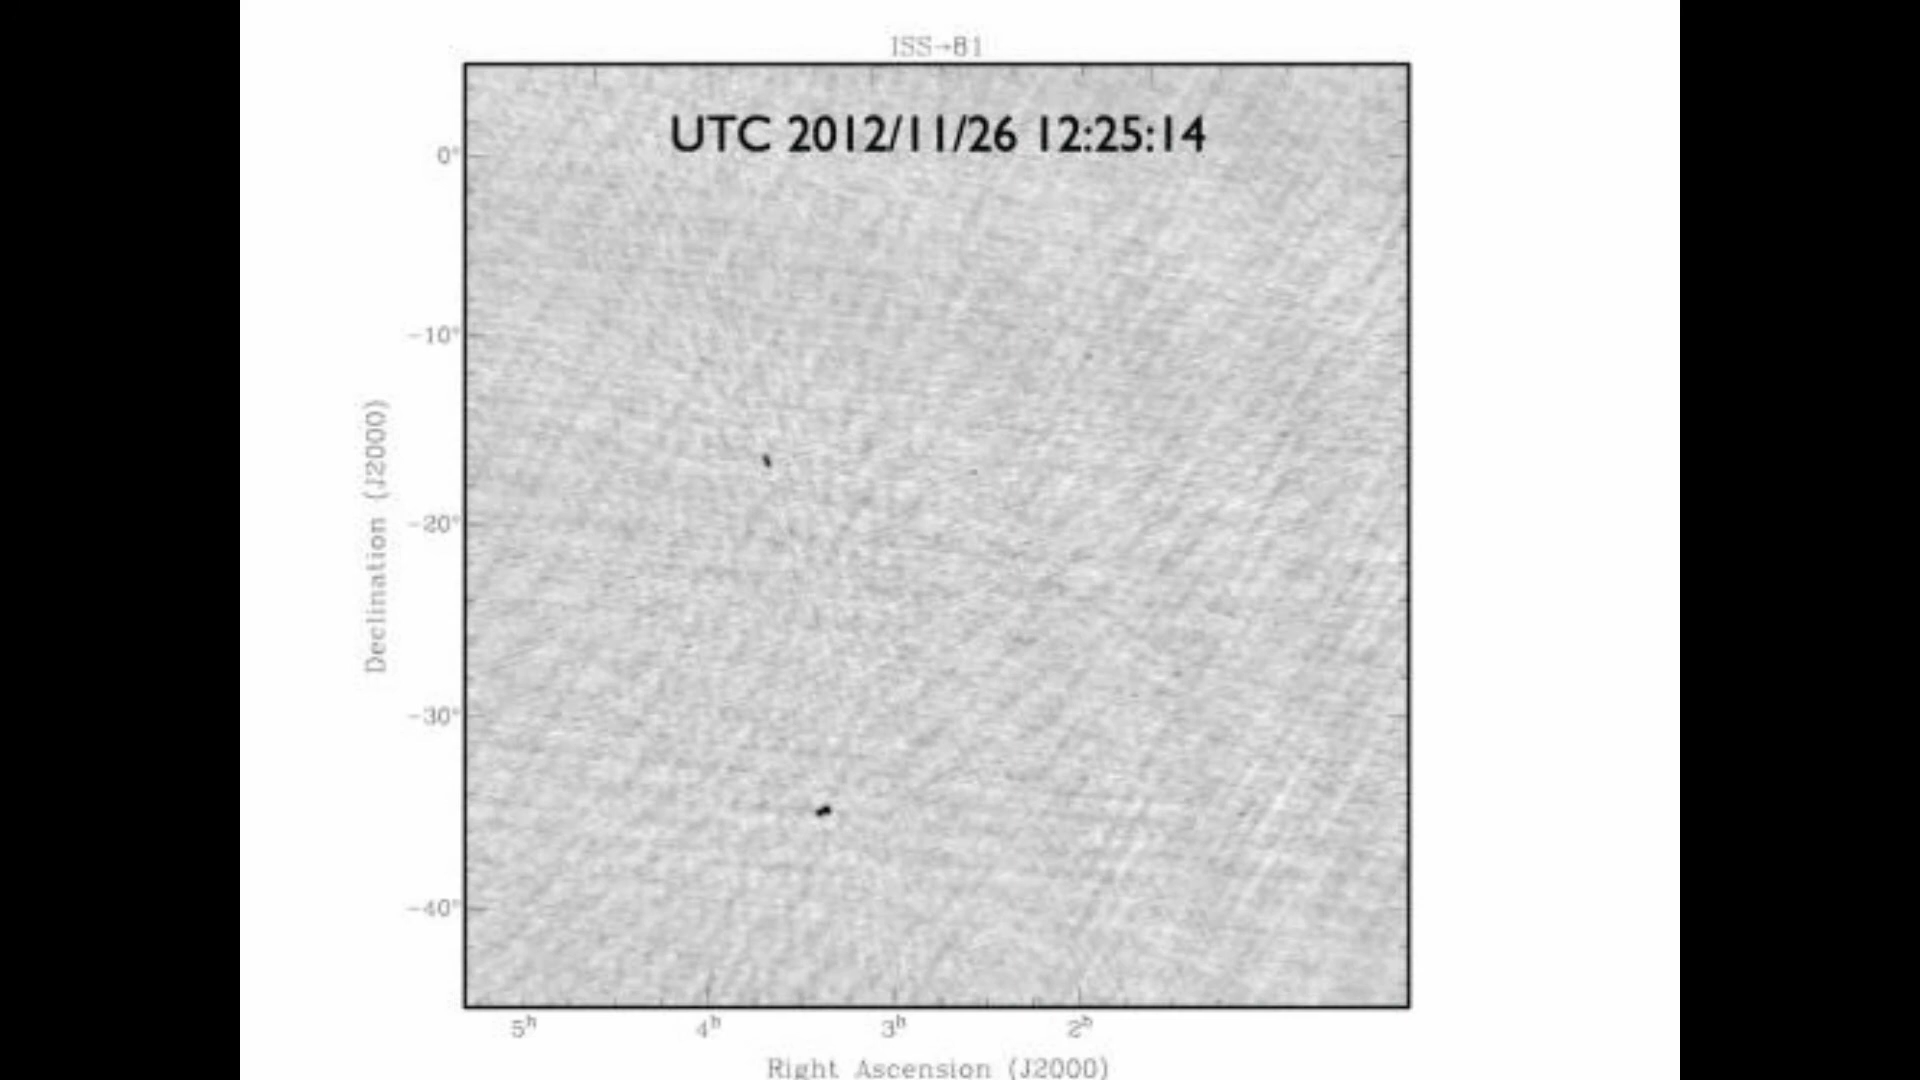 ISS→B1
UTC 2012/11/26 12:25:14
0°
-10°
-20°
-30°
-40°
Declination (J2000)
5ʰ 4ʰ 3ʰ 2ʰ
Right Ascension (J2000)